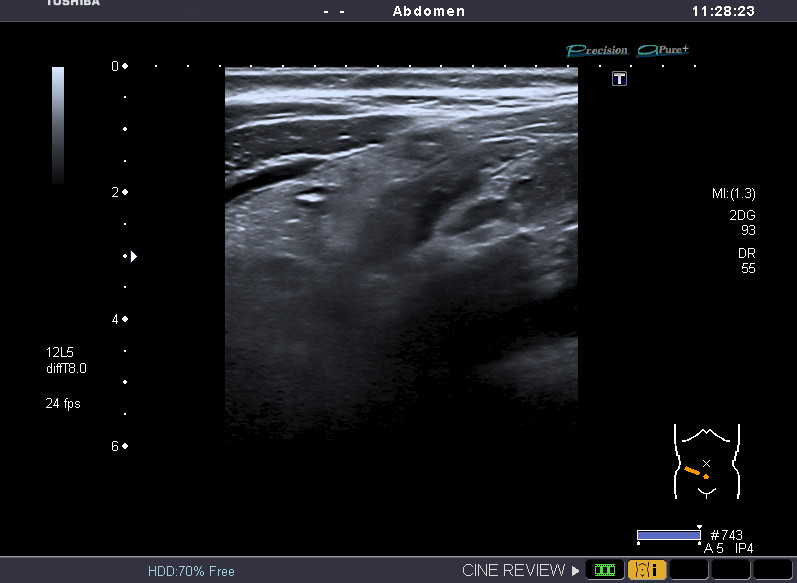 TOSHIBA
- - Abdomen 11:28:23
Precision APure+
T
0
2
4
6
MI:(1.3)
2DG
93
DR
55
12L5
diffT8.0
24 fps
#743
A 5 IP4
HDD:70% Free
CINE REVIEW
i